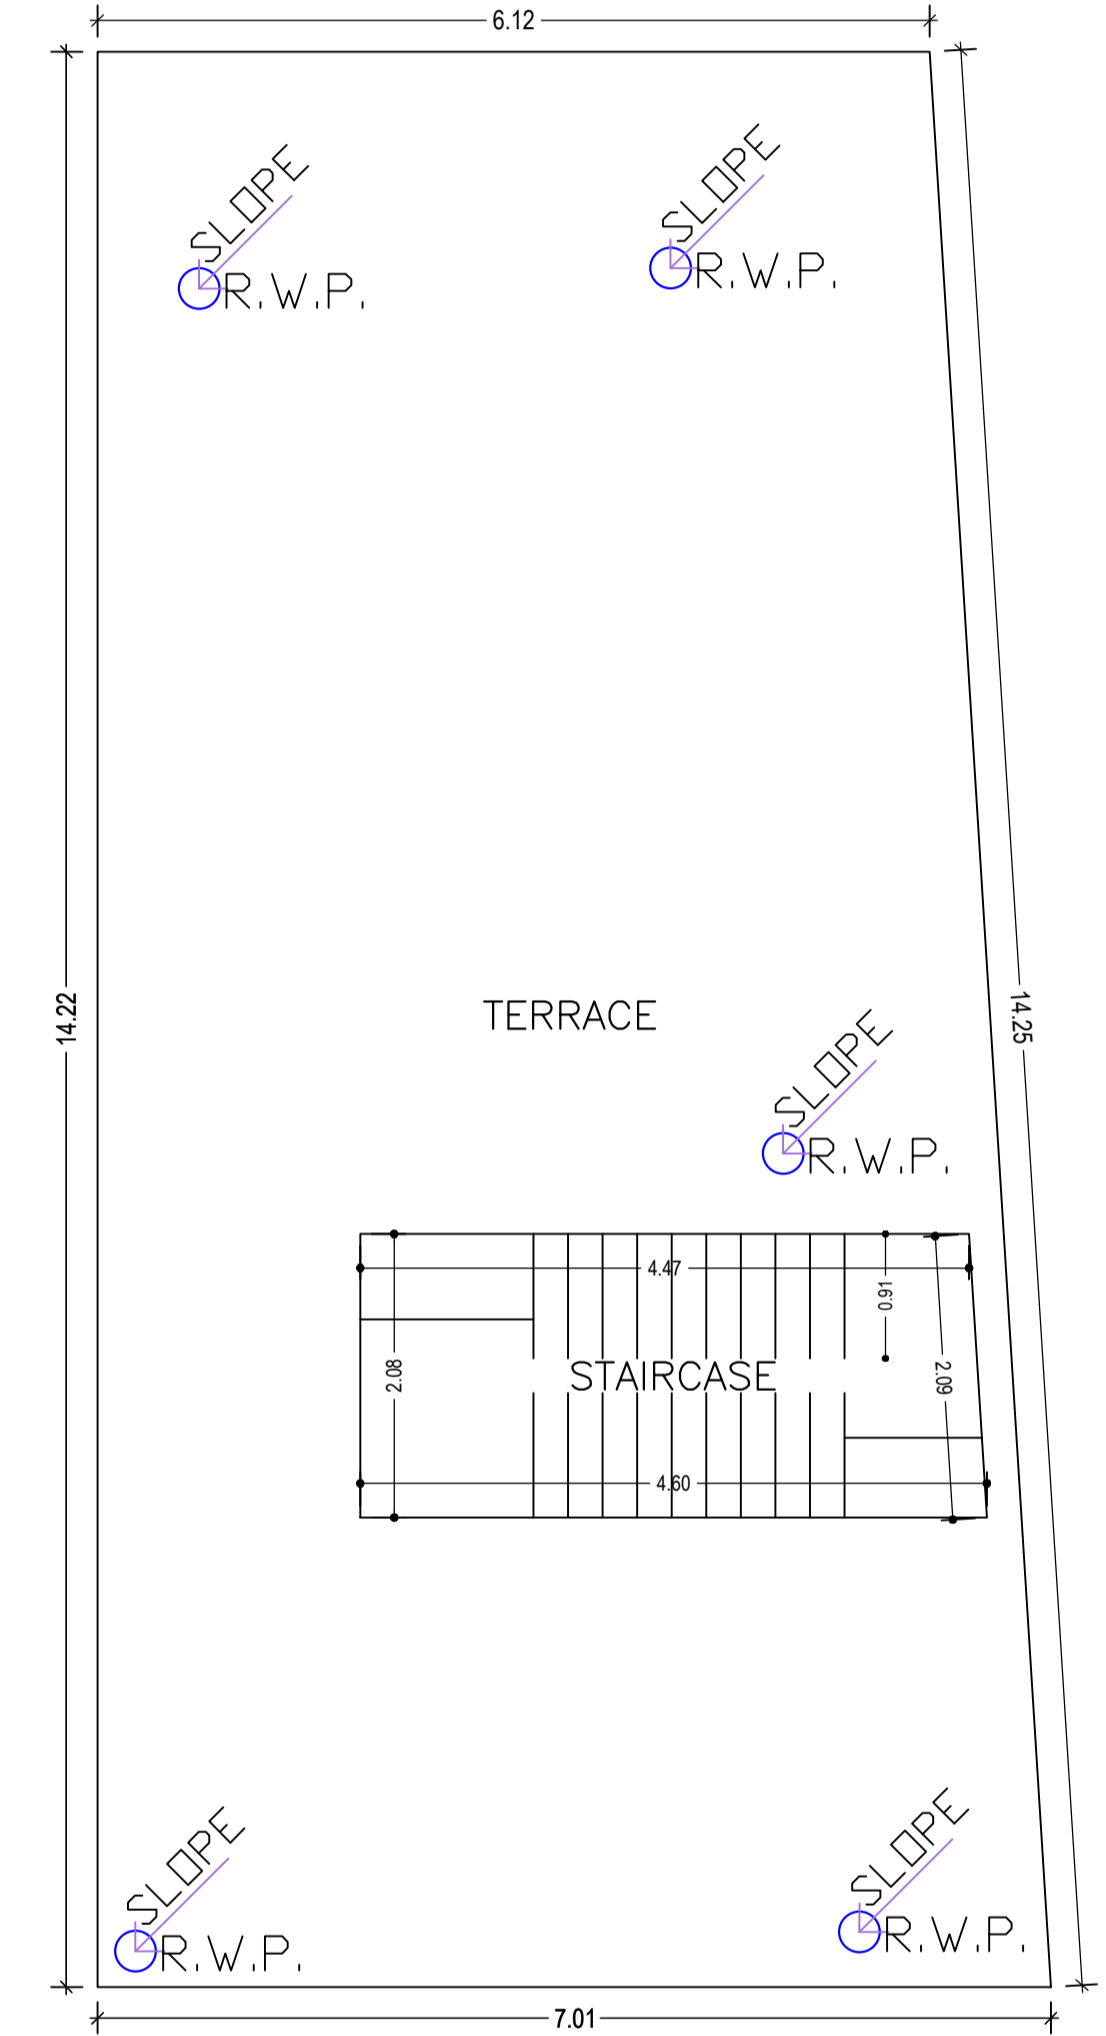 6.12
SLOPE
R.W.P.
SLOPE
R.W.P.
14.22
14.25
TERRACE
SLOPE
R.W.P.
4.47
0.91
2.08
STAIRCASE
2.09
4.60
SLOPE
R.W.P.
SLOPE
R.W.P.
7.01